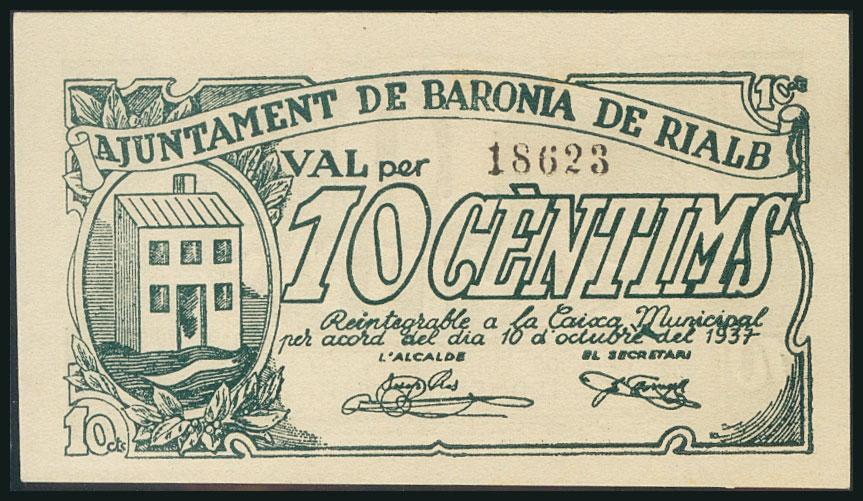 10cts
AJUNTAMENT DE BARONIA DE RIALB
VAL per 18623
10 CÈNTIMS
Reintegrable a la Caixa Municipal
per acord del dia 10 d'octubre del 1937
L'ALCALDE EL SECRETARI
10cts